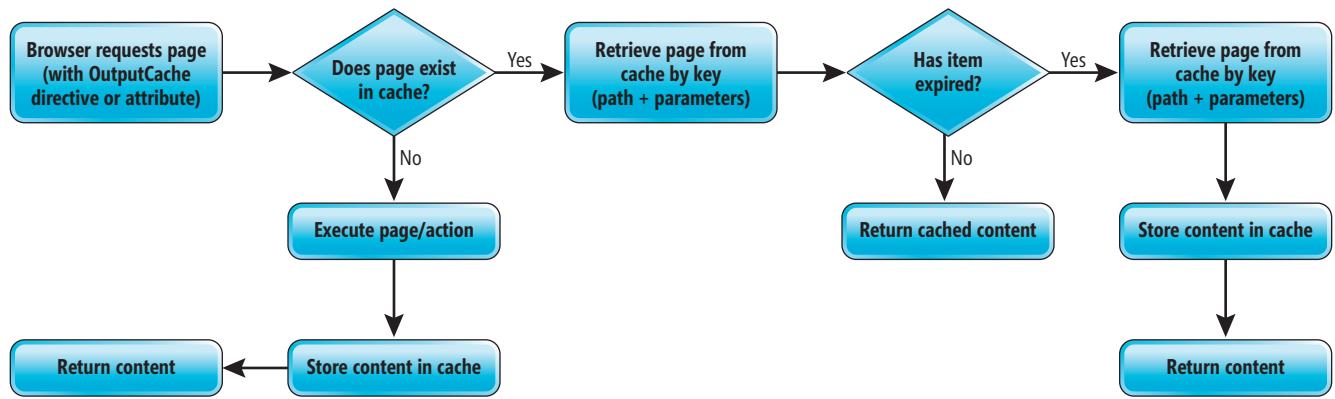 Browser requests page
(with OutputCache
directive or attribute)
Does page exist
in cache?
Yes
Retrieve page from
cache by key
(path + parameters)
Has item
expired?
Yes
Retrieve page from
cache by key
(path + parameters)
No
No
Execute page/action
Return cached content
Store content in cache
Return content
Store content in cache
Return content